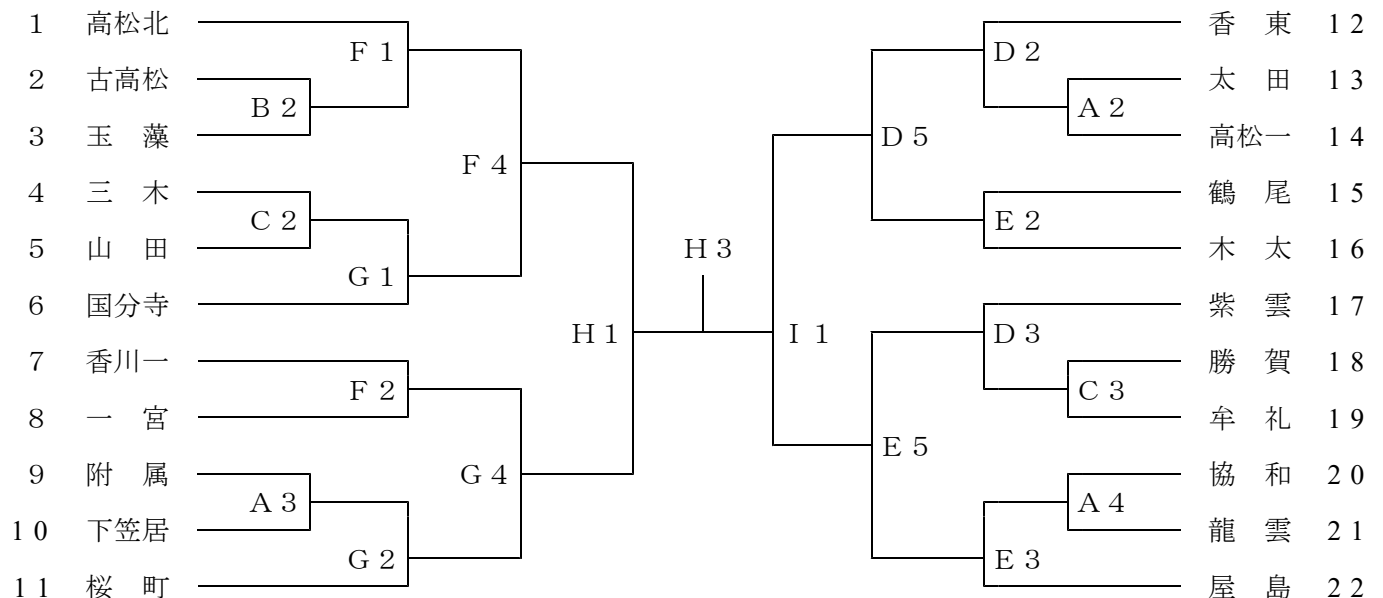 1 高松北 香 東 12
F1 D2
2 古高松 太 田 13
B2 A2
3 玉 藻 高松一 14
F4 D5
4 三 木 鶴 尾 15
C2 E2
5 山 田 H3 木 太 16
G1
6 国分寺 紫 雲 17
H1 I1 D3
7 香川一 勝 賀 18
F2 C3
8 一 宮 牟 礼 19
E5
9 附 属 G4 協 和 20
A3 A4
10 下笠居 龍 雲 21
G2 E3
11 桜 町 屋 島 22